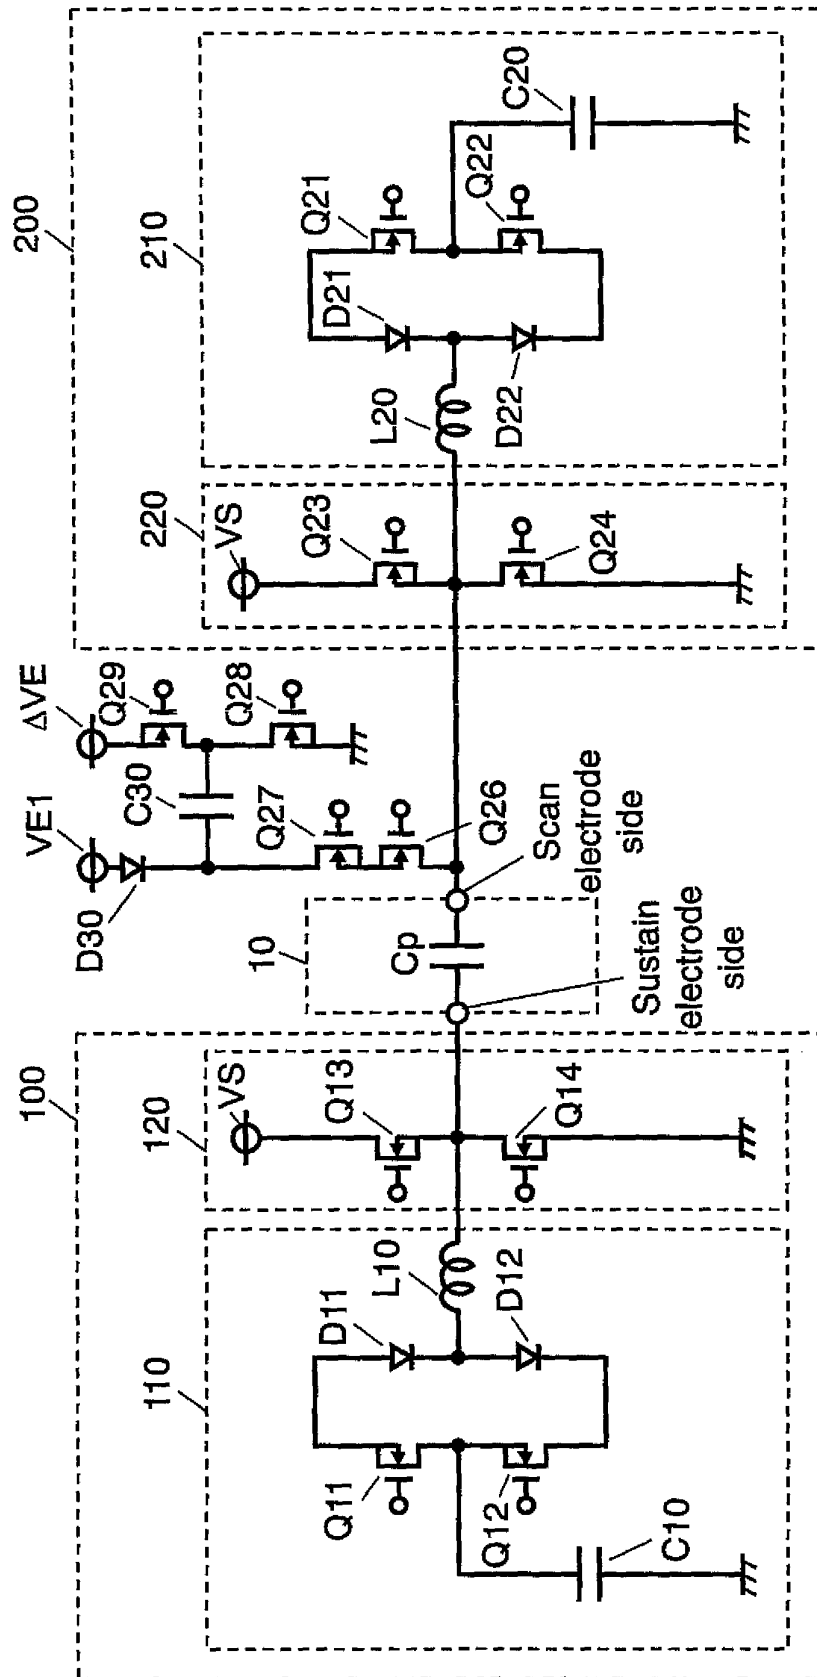 100
200
VE1
ΔVE
D30
Q29
C30
110
120
220
210
VS
VS
Q28
10
Q27
Q11
D11
Q13
Q23
D21
Q21
L10
Cp
L20
Q12
D12
Q14
Q26
Q24
D22
Q22
C20
Scan
electrode
side
Sustain
electrode
side
C10